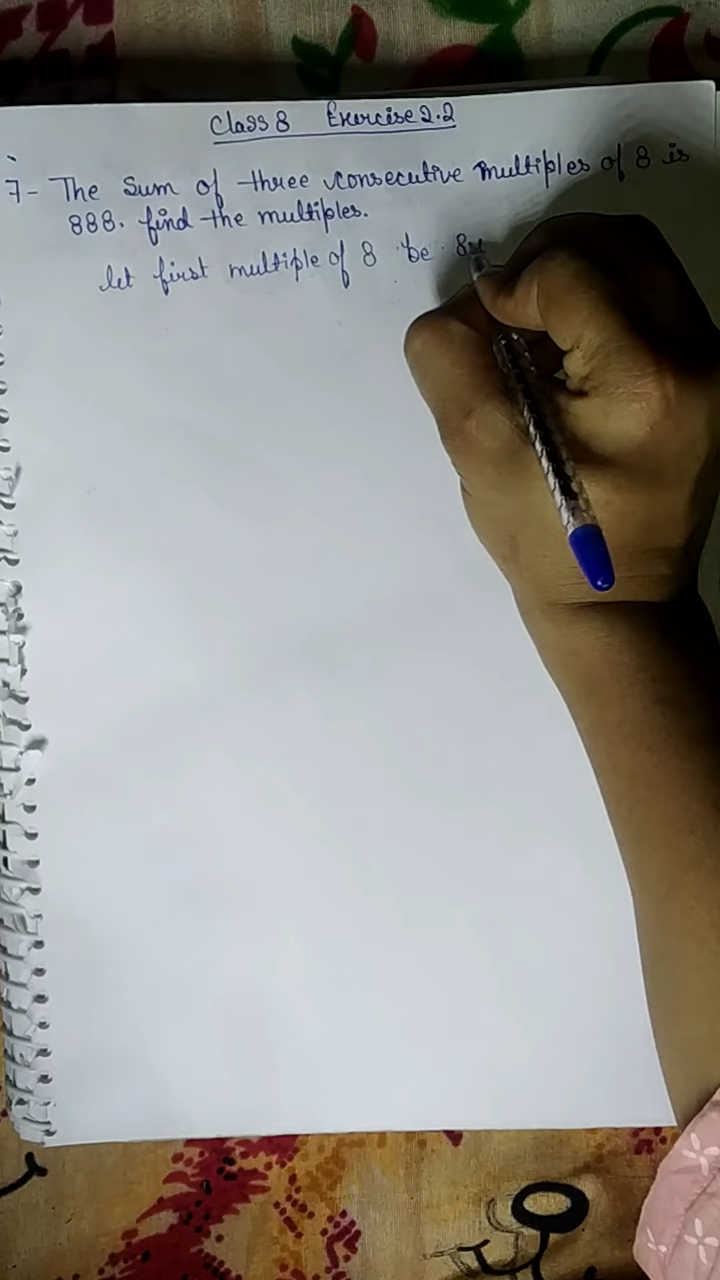 Class 8 Exercise 2.2
7- The Sum of three consecutive multiples of 8 is
888. find the multiples.
let first multiple of 8 be 8x